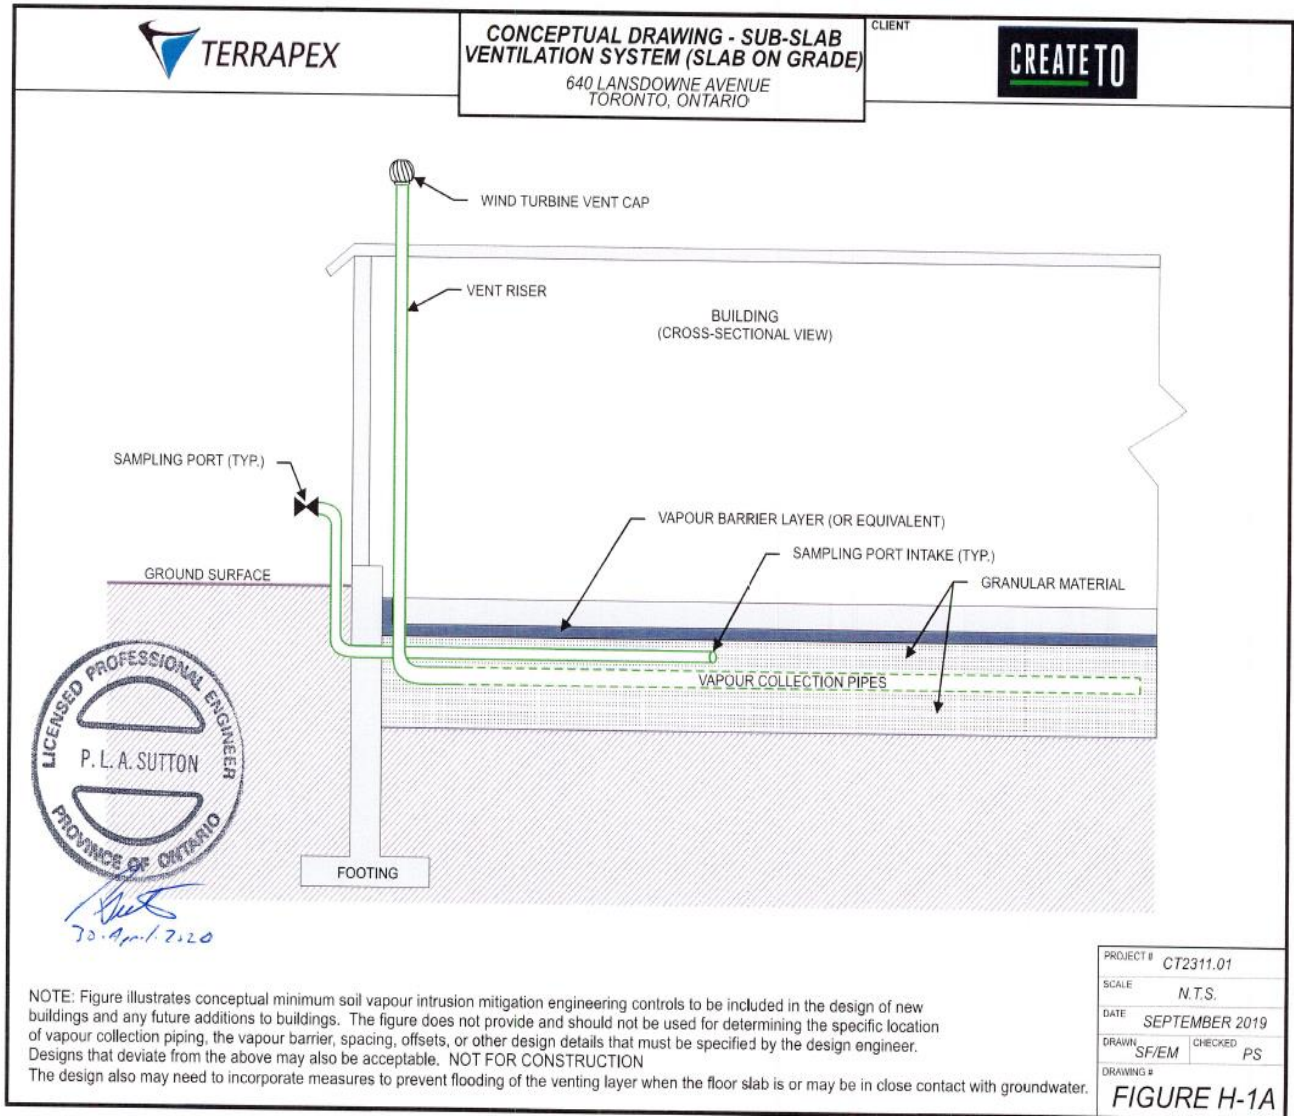 TERRAPEX
CONCEPTUAL DRAWING - SUB-SLAB
VENTILATION SYSTEM (SLAB ON GRADE)
640 LANSDOWNE AVENUE
TORONTO, ONTARIO
CLIENT
CREATE TO
WIND TURBINE VENT CAP
VENT RISER
BUILDING
(CROSS-SECTIONAL VIEW)
SAMPLING PORT (TYP.)
VAPOUR BARRIER LAYER (OR EQUIVALENT)
SAMPLING PORT INTAKE (TYP.)
GROUND SURFACE
GRANULAR MATERIAL
VAPOUR COLLECTION PIPES
LICENSED PROFESSIONAL ENGINEER
P. L. A. SUTTON
PROVINCE OF ONTARIO
FOOTING
30-April-2020
NOTE: Figure illustrates conceptual minimum soil vapour intrusion mitigation engineering controls to be included in the design of new
buildings and any future additions to buildings. The figure does not provide and should not be used for determining the specific location
of vapour collection piping, the vapour barrier, spacing, offsets, or other design details that must be specified by the design engineer.
Designs that deviate from the above may also be acceptable. NOT FOR CONSTRUCTION
The design also may need to incorporate measures to prevent flooding of the venting layer when the floor slab is or may be in close contact with groundwater.
PROJECT # CT2311.01
SCALE N.T.S.
DATE SEPTEMBER 2019
DRAWN SF/EM CHECKED PS
DRAWING #
FIGURE H-1A